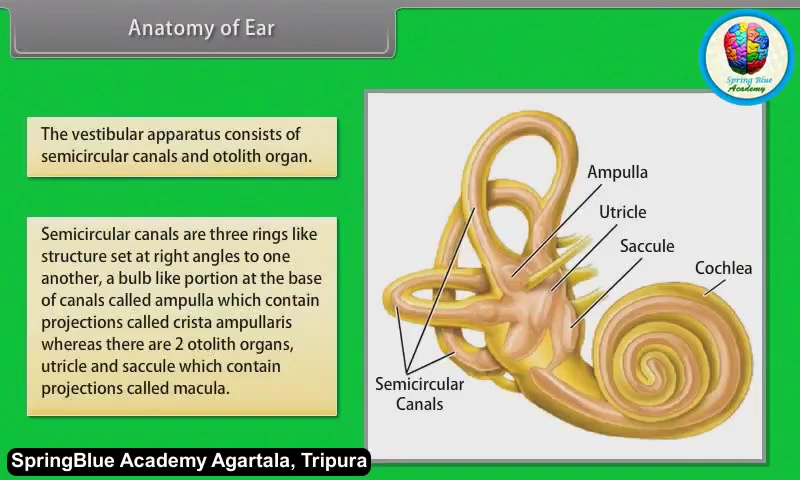 Anatomy of Ear
Spring Blue
Academy
The vestibular apparatus consists of
semicircular canals and otolith organ.
Semicircular canals are three rings like
structure set at right angles to one
another, a bulb like portion at the base
of canals called ampulla which contain
projections called crista ampullaris
whereas there are 2 otolith organs,
utricle and saccule which contain
projections called macula.
Ampulla
Utricle
Saccule
Cochlea
Semicircular
Canals
SpringBlue Academy Agartala, Tripura